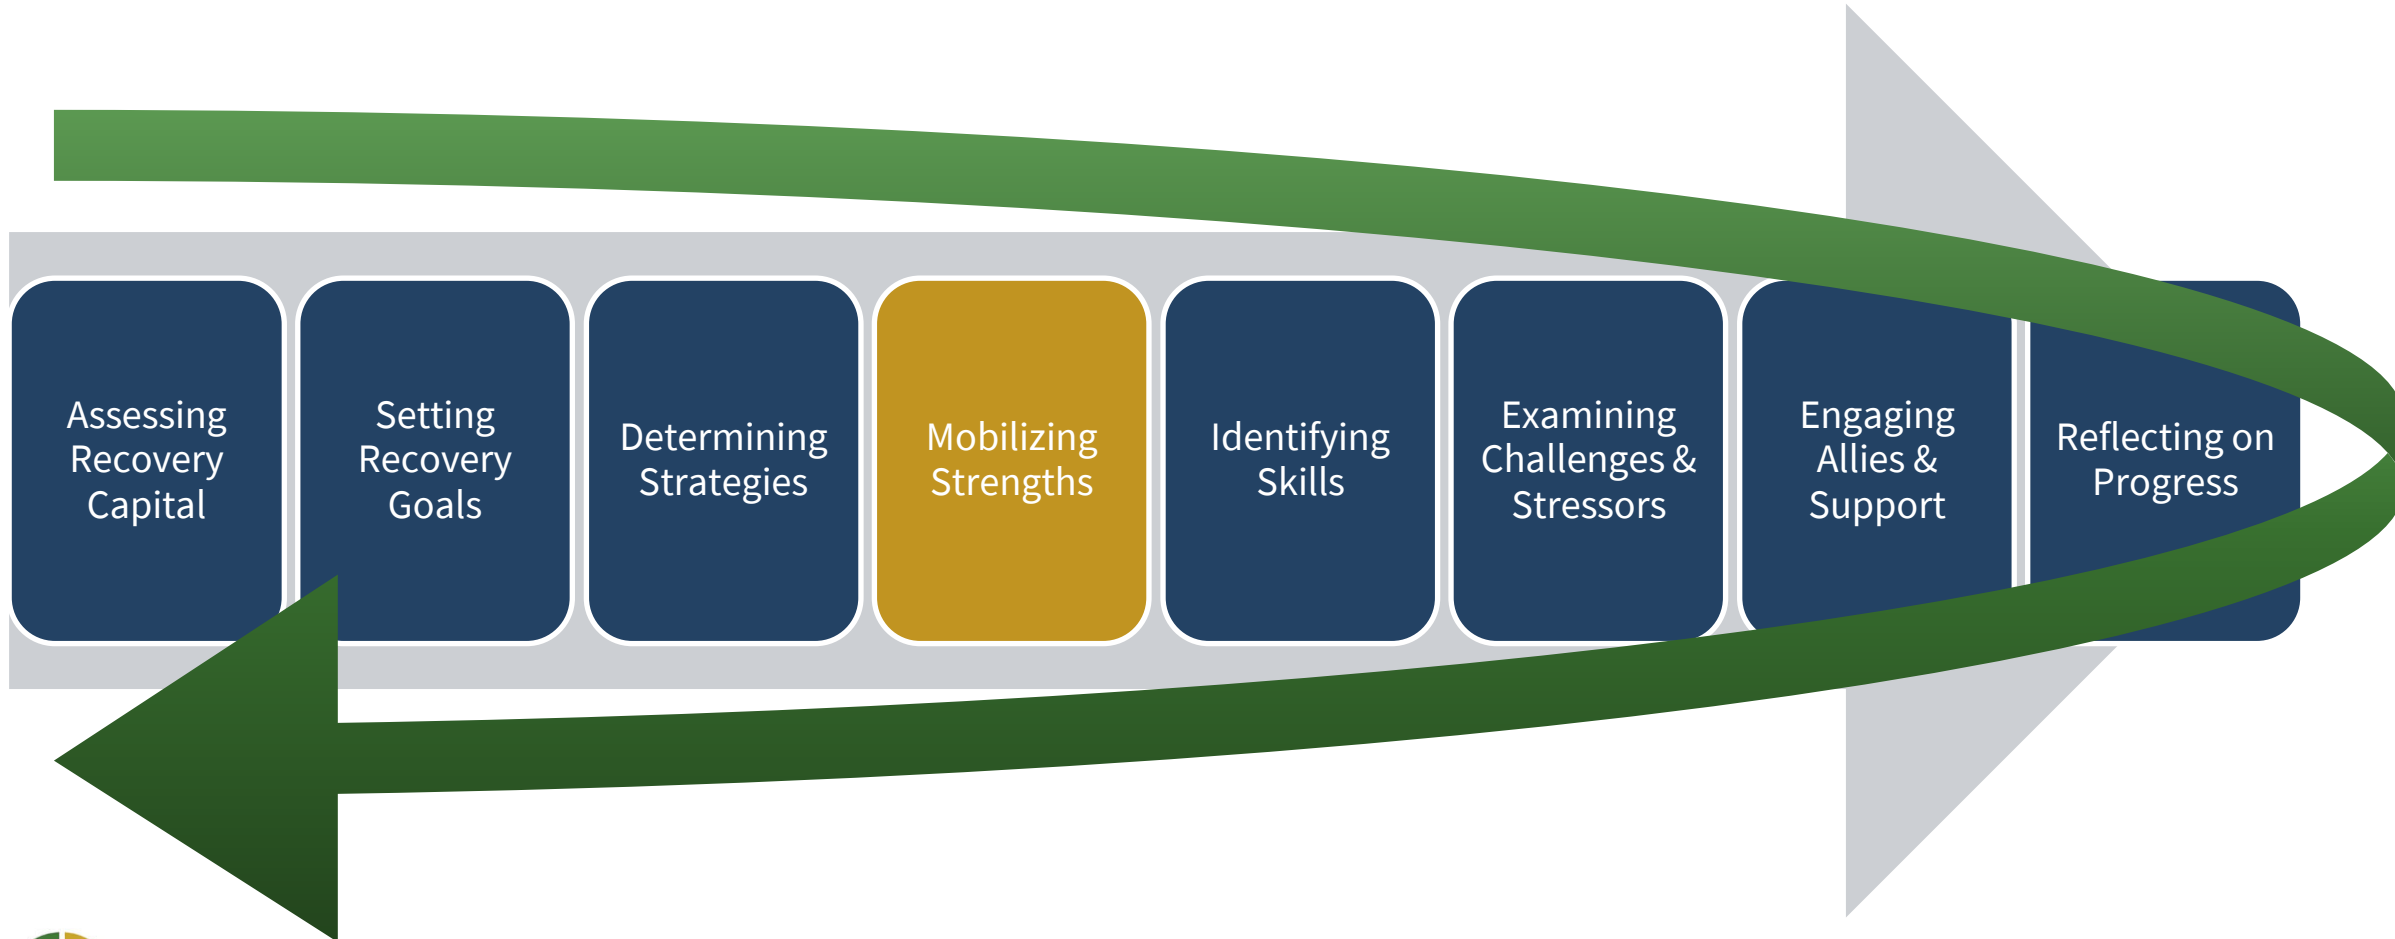 Assessing
Recovery
Capital
Setting
Recovery
Goals
Determining
Strategies
Mobilizing
Strengths
Identifying
Skills
Examining
Challenges &
Stressors
Engaging
Allies &
Support
Reflecting on
Progress